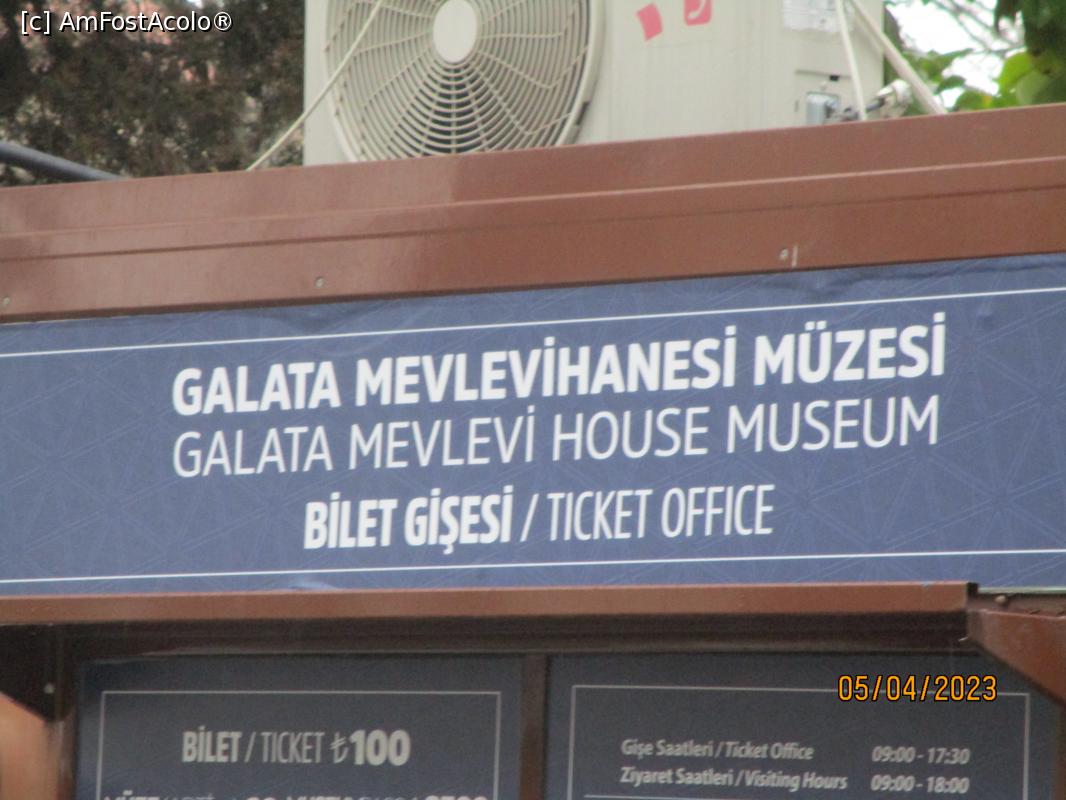 [c] AmFostAcolo®
GALATA MEVLEVİHANESİ MÜZESİ
GALATA MEVLEVİ HOUSE MUSEUM
BİLET GİŞESİ / TICKET OFFICE
05/04/2023
BİLET / TICKET ₺100
Gişe Saatleri / Ticket Office 09:00 - 17:30
Ziyaret Saatleri / Visiting Hours 09:00 - 18:00